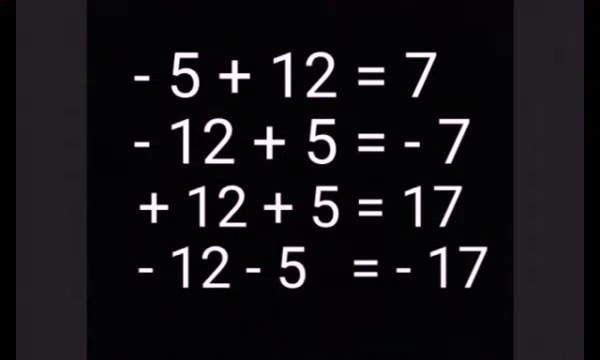 - 5 + 12 = 7
- 12 + 5 = - 7
+ 12 + 5 = 17
- 12 - 5 = - 17